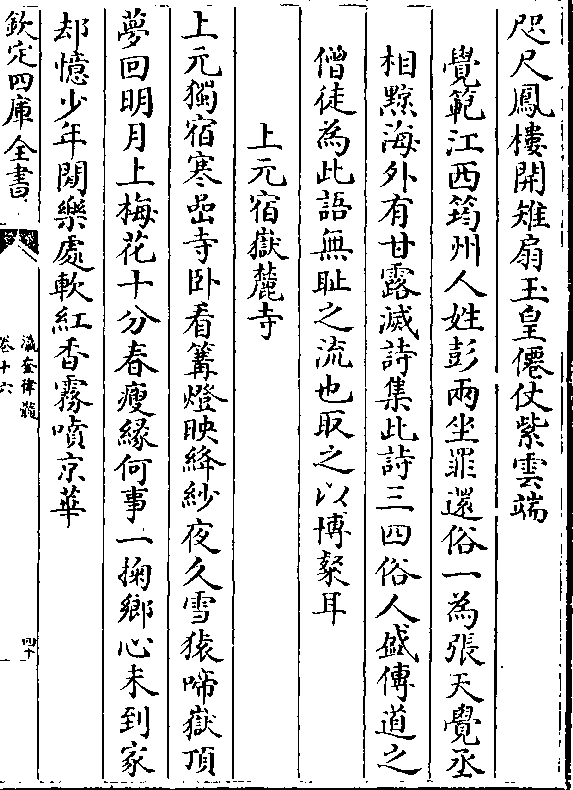 咫尺鳳樓開雉扇玉皇僊仗紫雲端
覺範江西筠州人姓彭兩坐罪還俗一為張天覺丞
相黥海外有甘露滅詩集此詩三四俗人盛傳道之
僧徒為此語無耻之流也取之以博粲耳
上元宿嶽麓寺
上元獨宿寒嵒寺卧看篝燈映絳紗夜久雪猿啼嶽頂
夢回明月上梅花十分春瘦緣何事一掬鄉心未到家
却憶少年閒樂處軟紅香霧噴京華
欽定四庫全書
瀛奎律髓
卷十六
四十